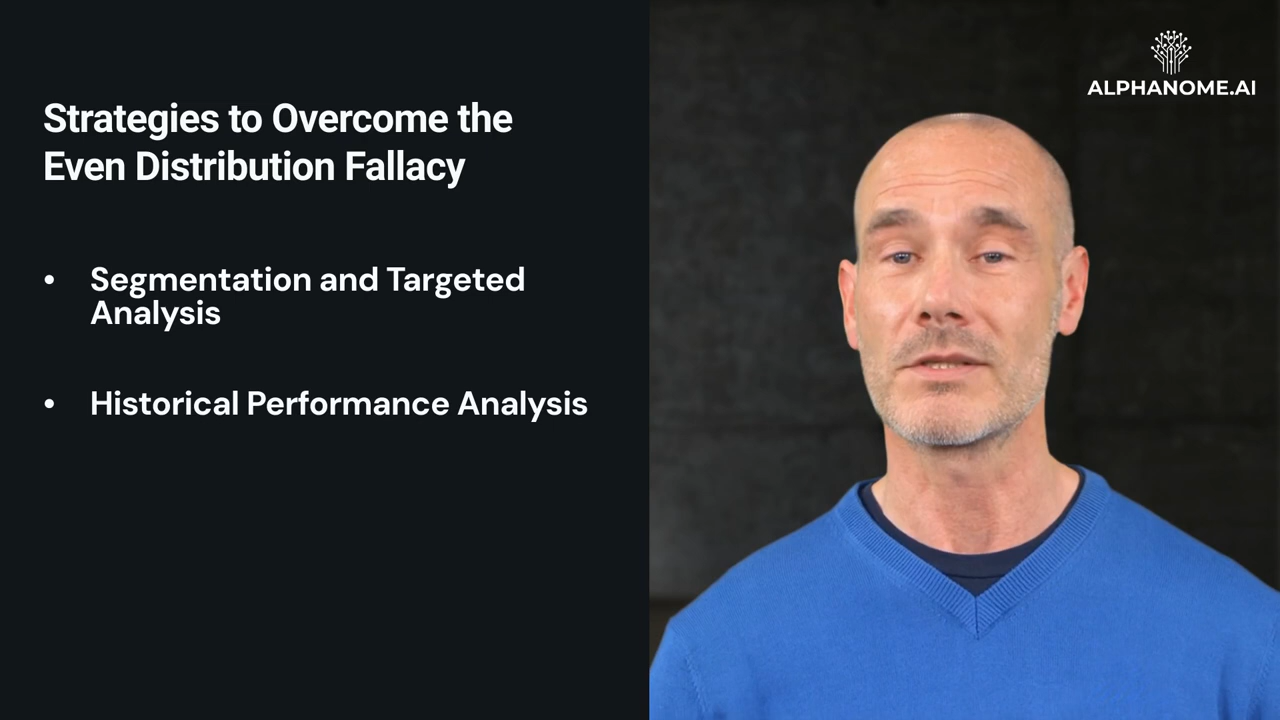 ALPHANOME.AI
Strategies to Overcome the
Even Distribution Fallacy
• Segmentation and Targeted
Analysis
• Historical Performance Analysis